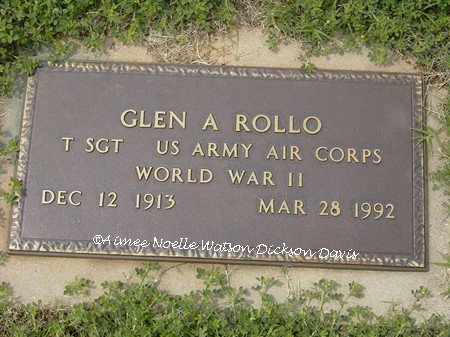 GLEN A ROLLO
T SGT US ARMY AIR CORPS
WORLD WAR II
DEC 12 1913 MAR 28 1992
©Aimee Noelle Watson Dickson Davis